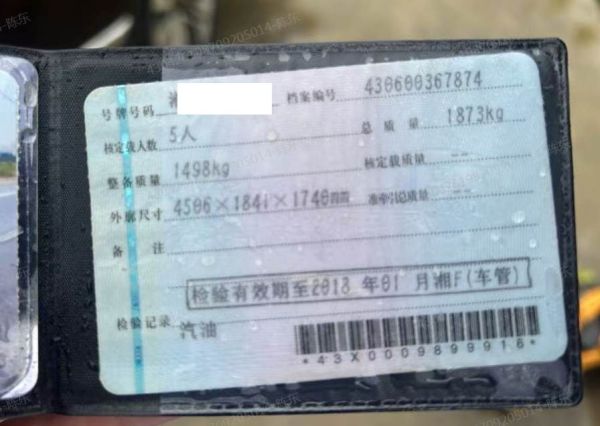 号牌号码 湘 档案编号 430600367874
核定载人数 5人 总质量 1873kg
整备质量 1498kg 核定载质量 --
外廓尺寸 4506×1841×1740mm 准牵引总质量 --
备注
检验有效期至2018年01月湘F(车管)
检验记录
汽油
*43X0009899916*